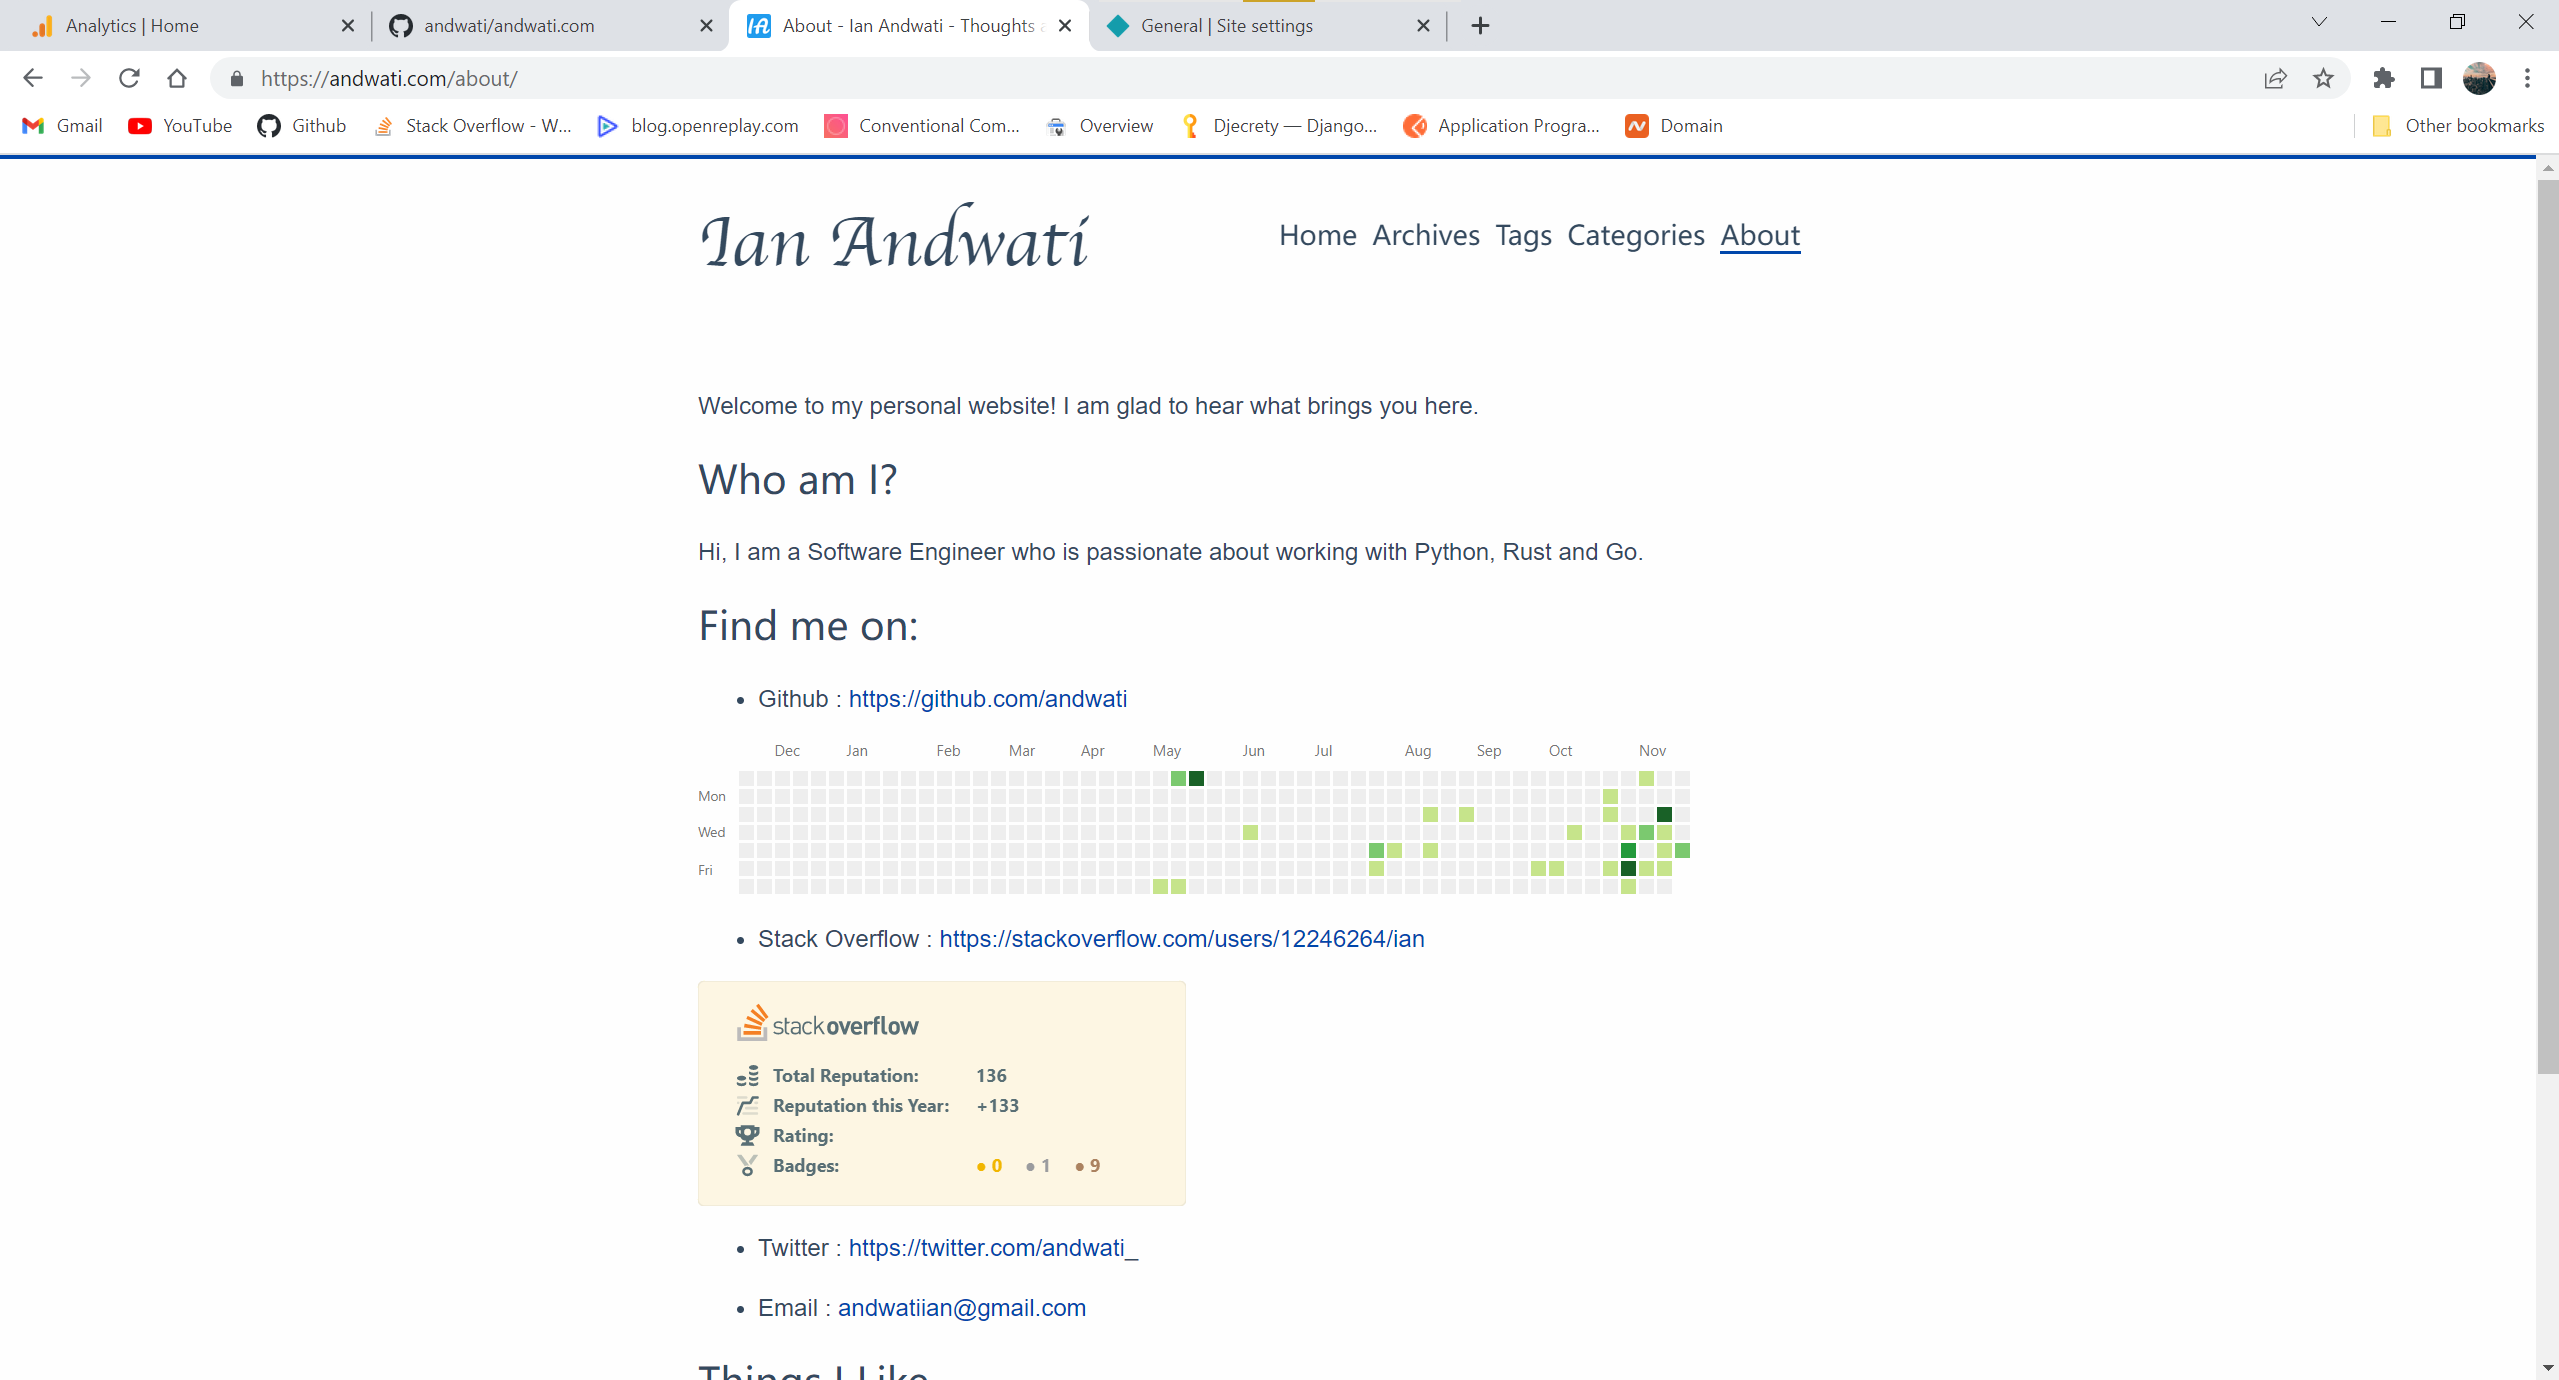 Analytics | Home
andwati/andwati.com
About - Ian Andwati - Thoughts a
General | Site settings
https://andwati.com/about/
Gmail YouTube Github Stack Overflow - W... blog.openreplay.com Conventional Com... Overview Djecrety — Django... Application Progra... Domain Other bookmarks
Ian Andwati
Home Archives Tags Categories About
Welcome to my personal website! I am glad to hear what brings you here.
Who am I?
Hi, I am a Software Engineer who is passionate about working with Python, Rust and Go.
Find me on:
• Github : https://github.com/andwati
Dec Jan Feb Mar Apr May Jun Jul Aug Sep Oct Nov
Mon
Wed
Fri
• Stack Overflow : https://stackoverflow.com/users/12246264/ian
stackoverflow
Total Reputation: 136
Reputation this Year: +133
Rating:
Badges: ● 0 ● 1 ● 9
• Twitter : https://twitter.com/andwati_
• Email : andwatiian@gmail.com
Things I Like